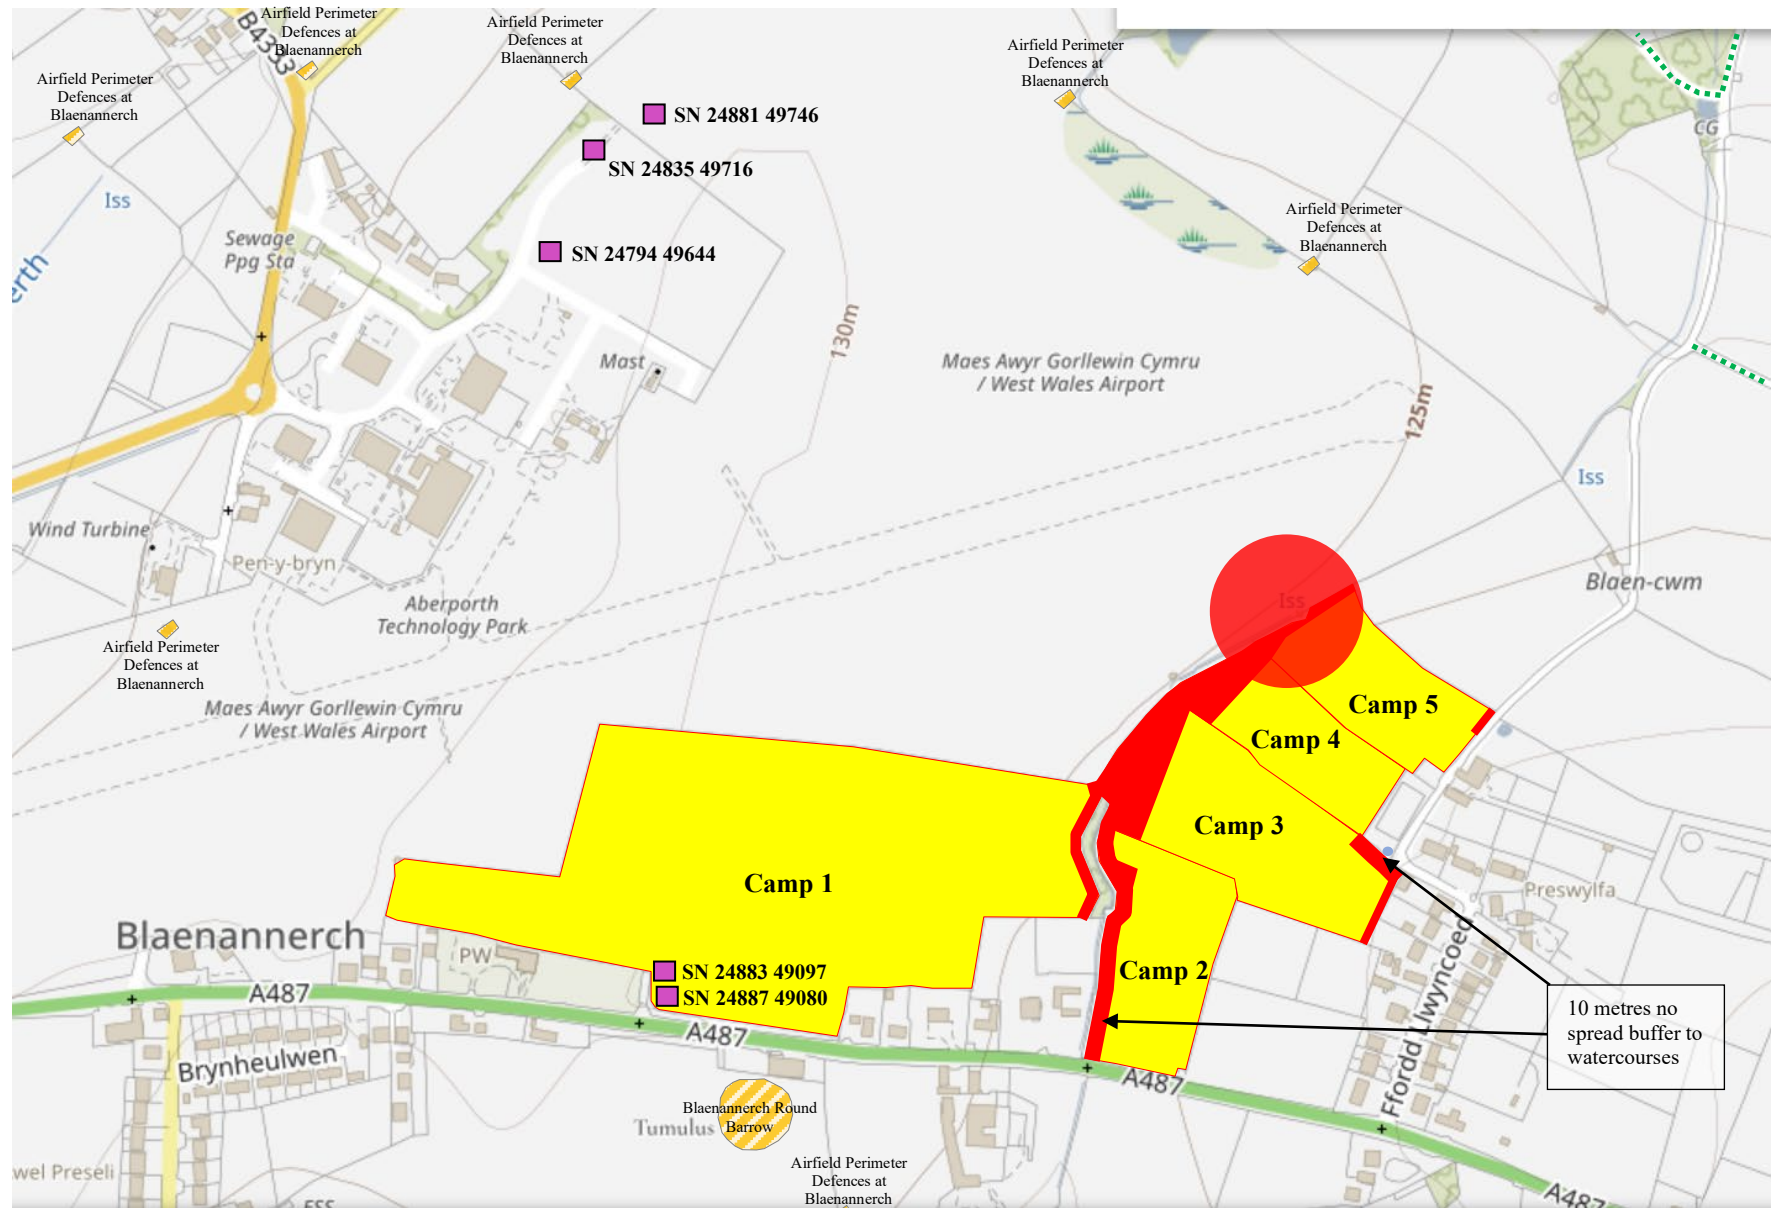 B4333
Airfield Perimeter
Defences at
Blaenannerch
Airfield Perimeter
Defences at
Blaenannerch
Airfield Perimeter
Defences at
Blaenannerch
Airfield Perimeter
Defences at
Blaenannerch
SN 24881 49746
SN 24835 49716
SN 24794 49644
CG
Iss
erth
Sewage
Ppg Sta
Airfield Perimeter
Defences at
Blaenannerch
Mast
130m
Maes Awyr Gorllewin Cymru
/ West Wales Airport
125m
Iss
Wind Turbine
Pen-y-bryn
Aberporth
Technology Park
Blaen-cwm
Iss
Airfield Perimeter
Defences at
Blaenannerch
Maes Awyr Gorllewin Cymru
/ West Wales Airport
Camp 5
Camp 4
Camp 3
Camp 1
Camp 2
Preswylfa
Blaenannerch
PW
SN 24883 49097
SN 24887 49080
A487
A487
A487
A487
Brynheulwen
Ffordd Llwyncoed
10 metres no
spread buffer to
watercourses
Blaenannerch Round
Barrow
Tumulus
Airfield Perimeter
Defences at
Blaenannerch
wel Preseli
ESS